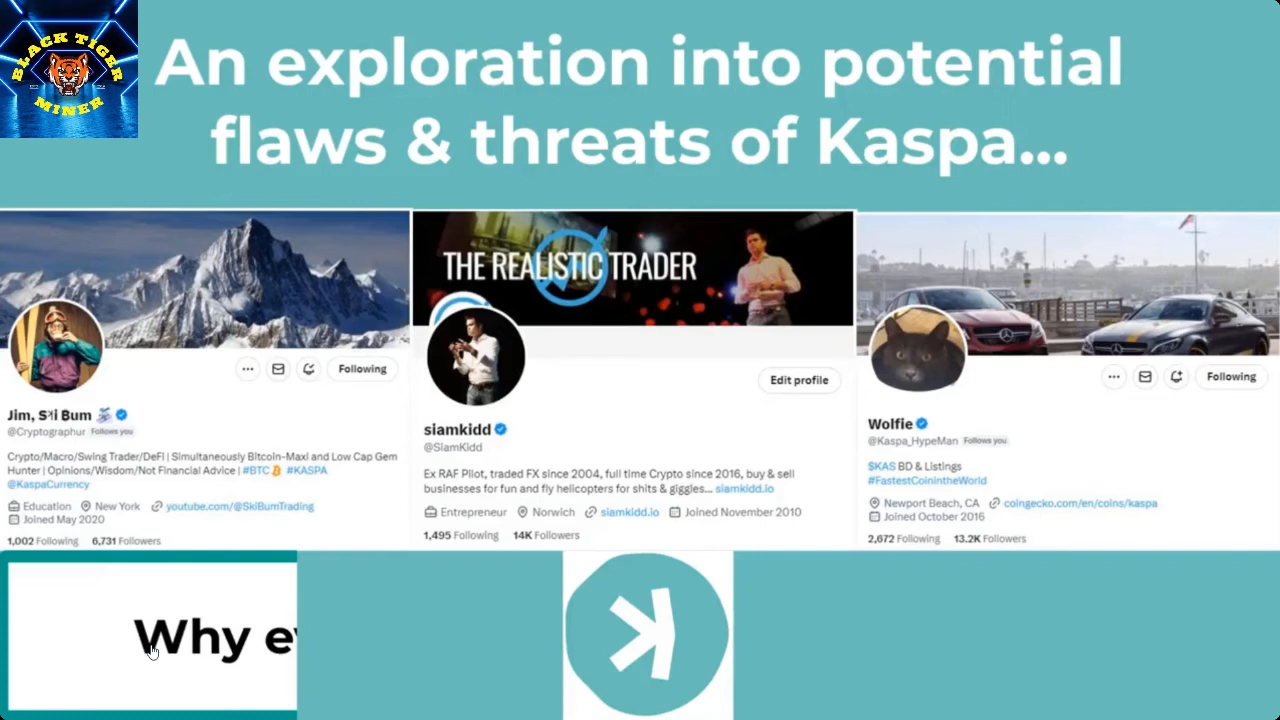 BLACK TIGER
MINER
An exploration into potential
flaws & threats of Kaspa...
THE REALISTIC TRADER
Following
Jim, S𐤊i Bum
@Cryptographur Follows you
Crypto/Macro/Swing Trader/DeFi | Simultaneously Bitcoin-Maxi and Low Cap Gem
Hunter | Opinions/Wisdom/Not Financial Advice | #BTC #KASPA
@KaspaCurrency
Education New York youtube.com/@SkiBumTrading
Joined May 2020
1,002 Following 6,731 Followers
Edit profile
siamkidd
@SiamKidd
Ex RAF Pilot, traded FX since 2004, full time Crypto since 2016, buy & sell
businesses for fun and fly helicopters for shits & giggles... siamkidd.io
Entrepreneur Norwich siamkidd.io Joined November 2010
1,495 Following 14K Followers
Following
Wolfie
@Kaspa_HypeMan Follows you
$KAS BD & Listings
#FastestCoinintheWorld
Newport Beach, CA coingecko.com/en/coins/kaspa
Joined October 2016
2,672 Following 13.2K Followers
Why ev